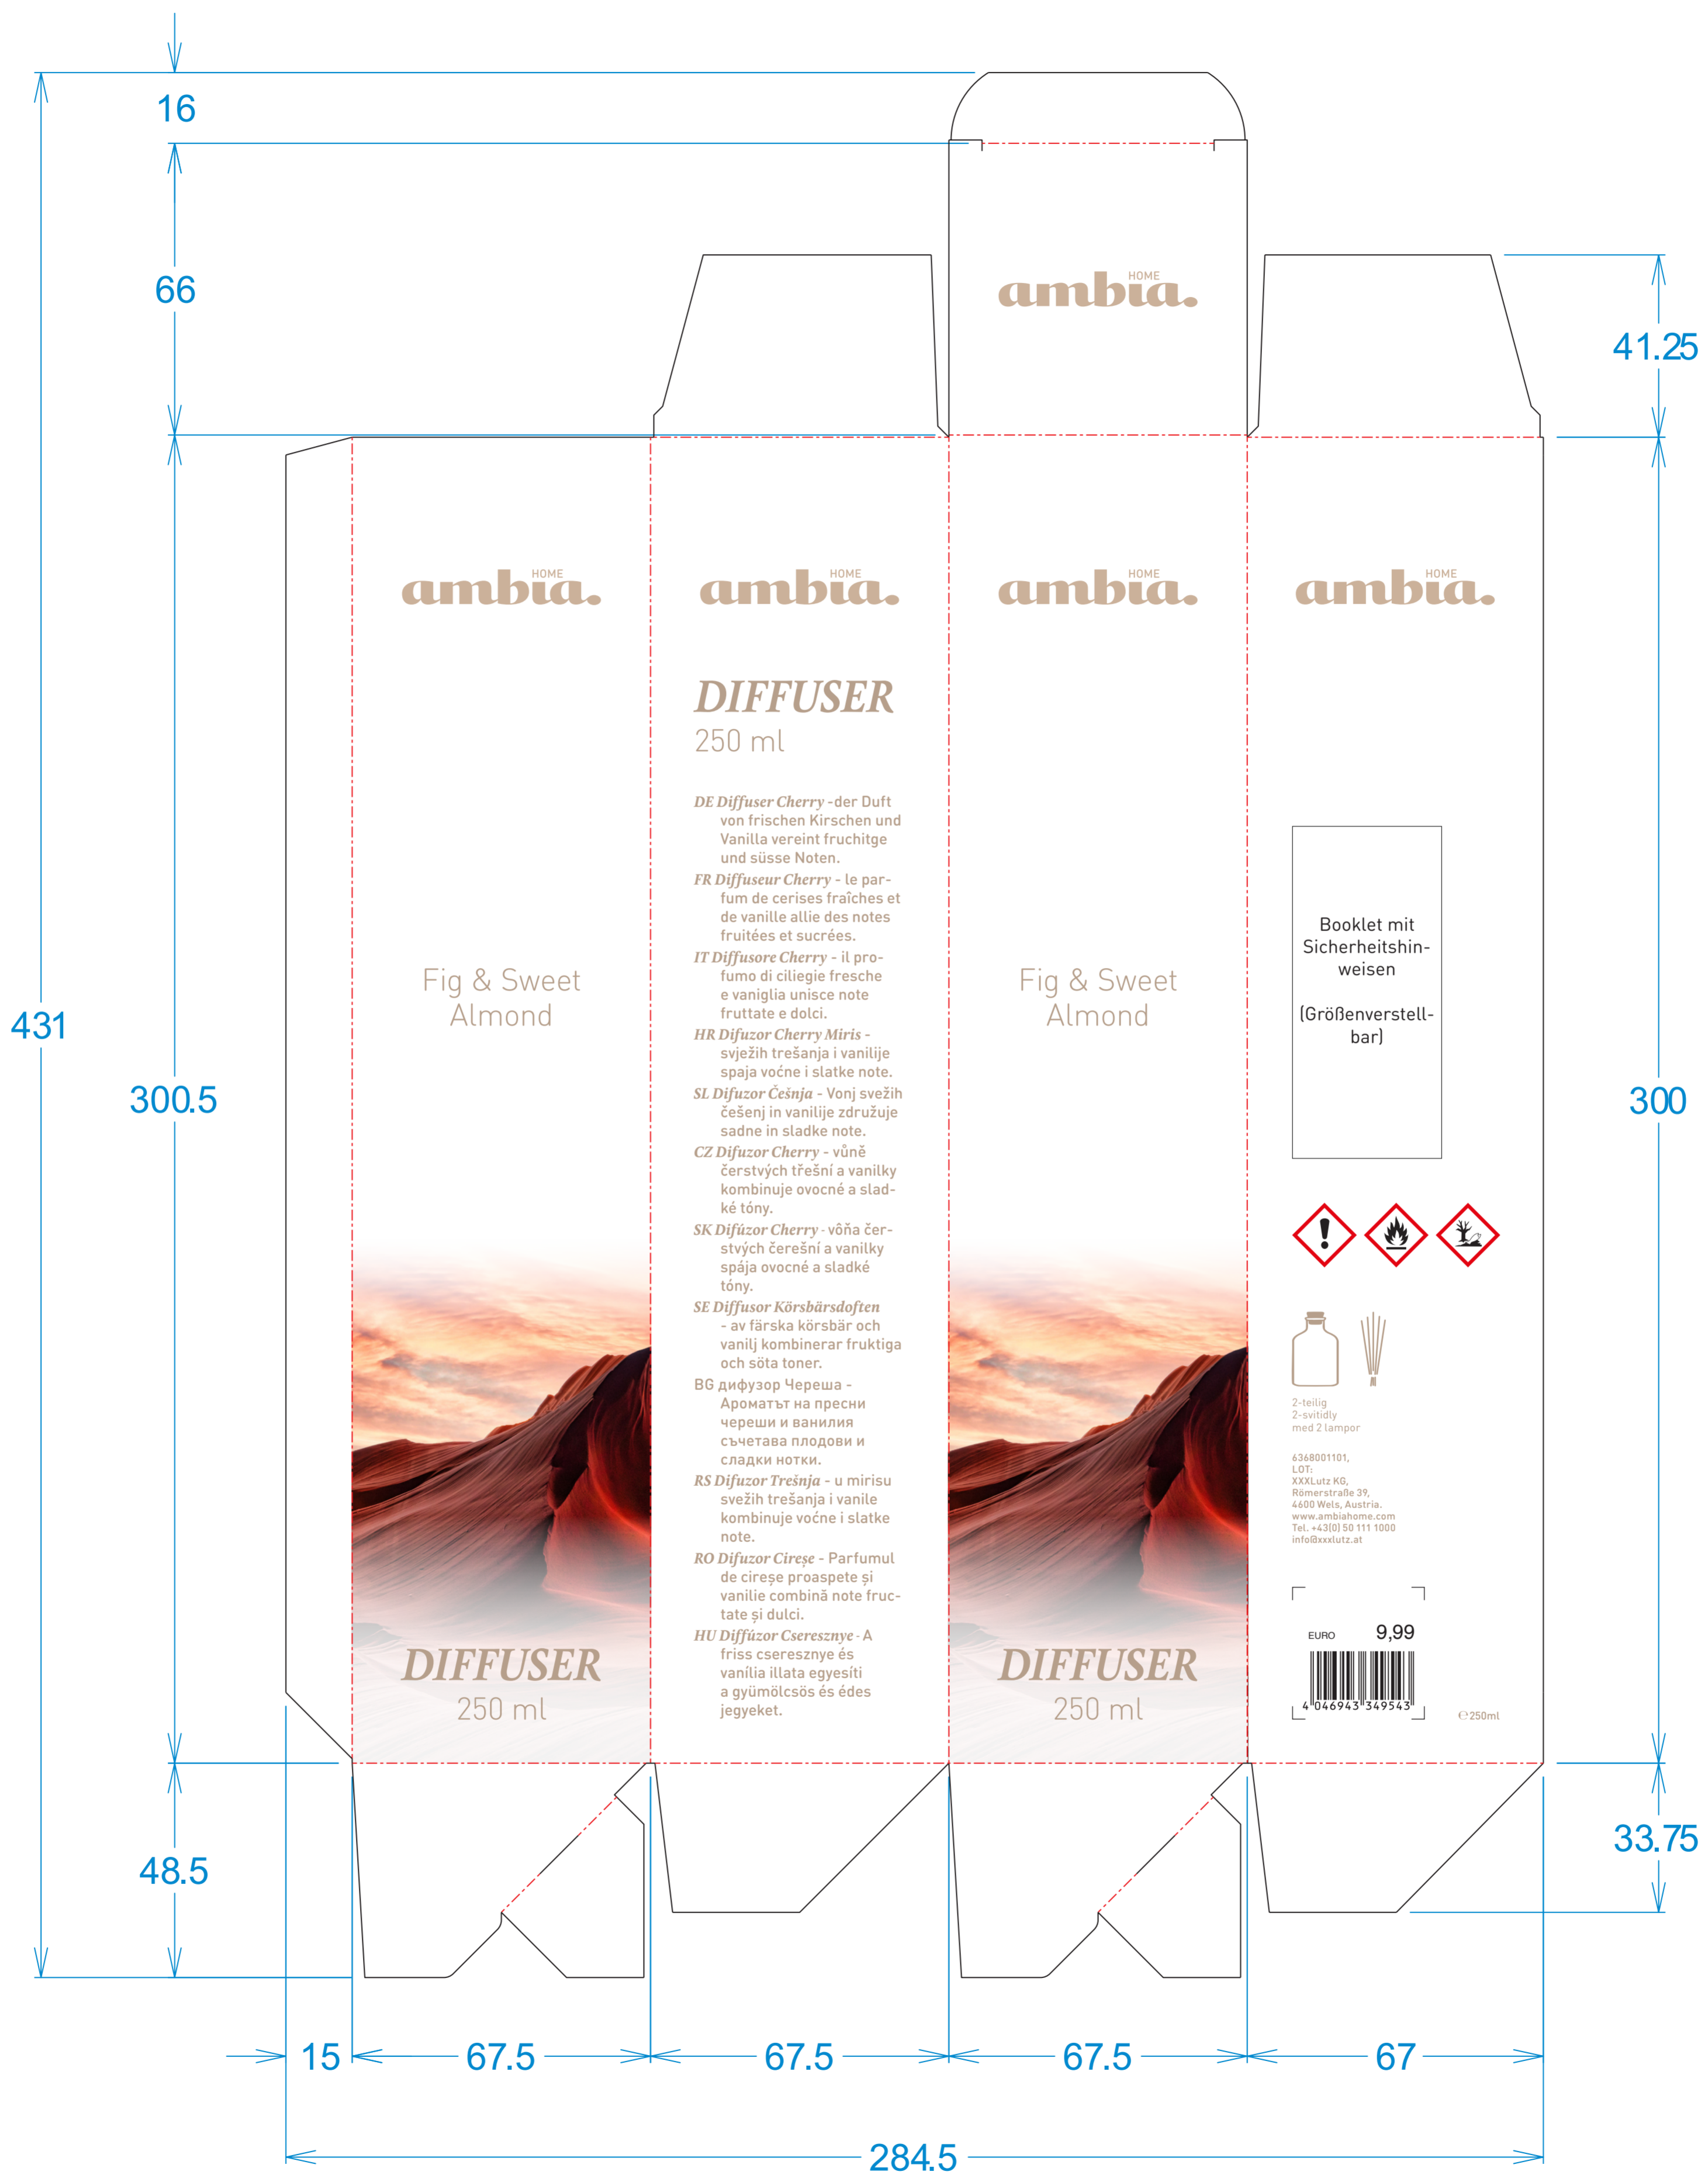 16
66
431
300.5
48.5
41.25
300
33.75
15
67.5
67.5
67.5
67
284.5
HOME
ambia.
HOME
ambia.
Fig & Sweet
Almond
DIFFUSER
250 ml
HOME
ambia.
DIFFUSER
250 ml
DE Diffuser Cherry -der Duft
von frischen Kirschen und
Vanilla vereint fruchitge
und süsse Noten.
FR Diffuseur Cherry - le par-
fum de cerises fraîches et
de vanille allie des notes
fruitées et sucrées.
IT Diffusore Cherry - il pro-
fumo di ciliegie fresche
e vaniglia unisce note
fruttate e dolci.
HR Difuzor Cherry Miris -
svježih trešanja i vanilije
spaja voćne i slatke note.
SL Difuzor Češnja - Vonj svežih
češenj in vanilije združuje
sadne in sladke note.
CZ Difuzor Cherry - vůně
čerstvých třešní a vanilky
kombinuje ovocné a slad-
ké tóny.
SK Difúzor Cherry - vôňa čer-
stvých čerešní a vanilky
spája ovocné a sladké
tóny.
SE Diffusor Körsbärsdoften
- av färska körsbär och
vanilj kombinerar fruktiga
och söta toner.
BG дифузор Череша -
Ароматът на пресни
череши и ванилия
съчетава плодови и
сладки нотки.
RS Difuzor Trešnja - u mirisu
svežih trešanja i vanile
kombinuje voćne i slatke
note.
RO Difuzor Cireșe - Parfumul
de cireșe proaspete și
vanilie combină note fruc-
tate și dulci.
HU Diffúzor Cseresznye - A
friss cseresznye és
vanília illata egyesíti
a gyümölcsös és édes
jegyeket.
HOME
ambia.
Fig & Sweet
Almond
DIFFUSER
250 ml
HOME
ambia.
Booklet mit
Sicherheitshin-
weisen
(Größenverstell-
bar)
2-teilig
2-svitidly
med 2 lampor
6368001101,
LOT:
XXXLutz KG,
Römerstraße 39,
4600 Wels, Austria.
www.ambiahome.com
Tel. +43(0) 50 111 1000
info@xxxlutz.at
EURO 9,99
4 046943 349543
℮ 250ml